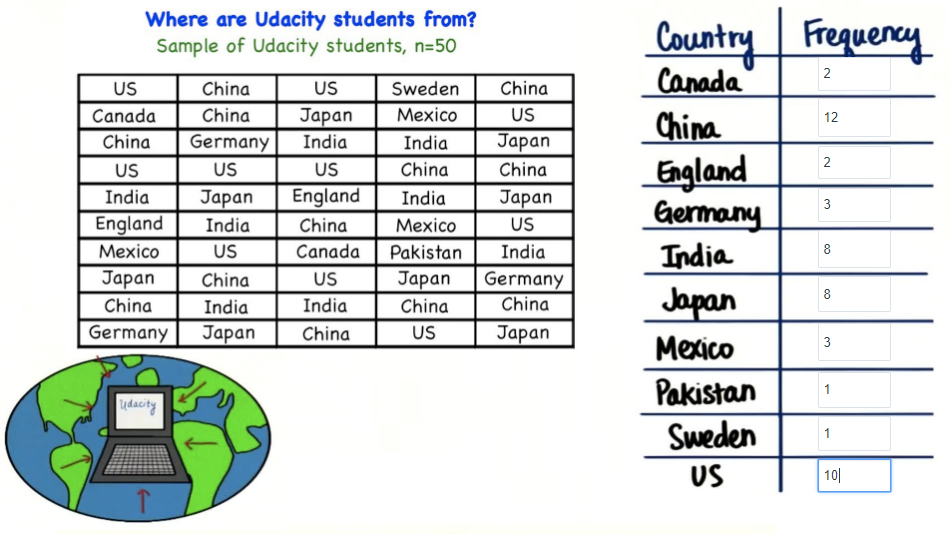 Where are Udacity students from?
Sample of Udacity students, n=50
US China US Sweden China
Canada China Japan Mexico US
China Germany India India Japan
US US US China China
India Japan England India Japan
England India China Mexico US
Mexico US Canada Pakistan India
Japan China US Japan Germany
China India India China China
Germany Japan China US Japan
Udacity
Country Frequency
Canada 2
China 12
England 2
Germany 3
India 8
Japan 8
Mexico 3
Pakistan 1
Sweden 1
US 10